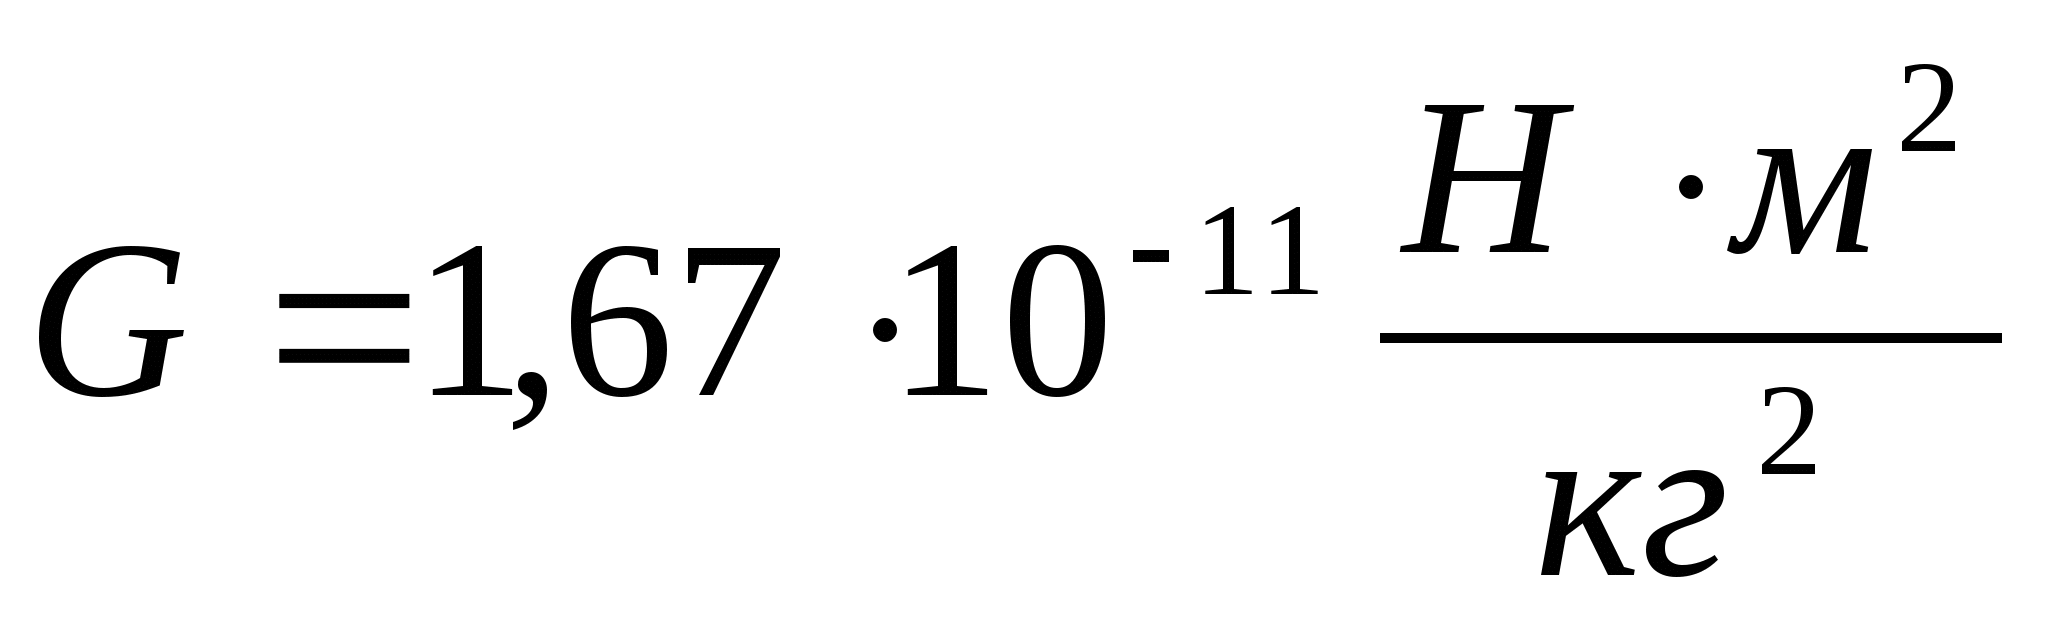 G = 1,67 · 10⁻¹¹ Н · м² / кг²